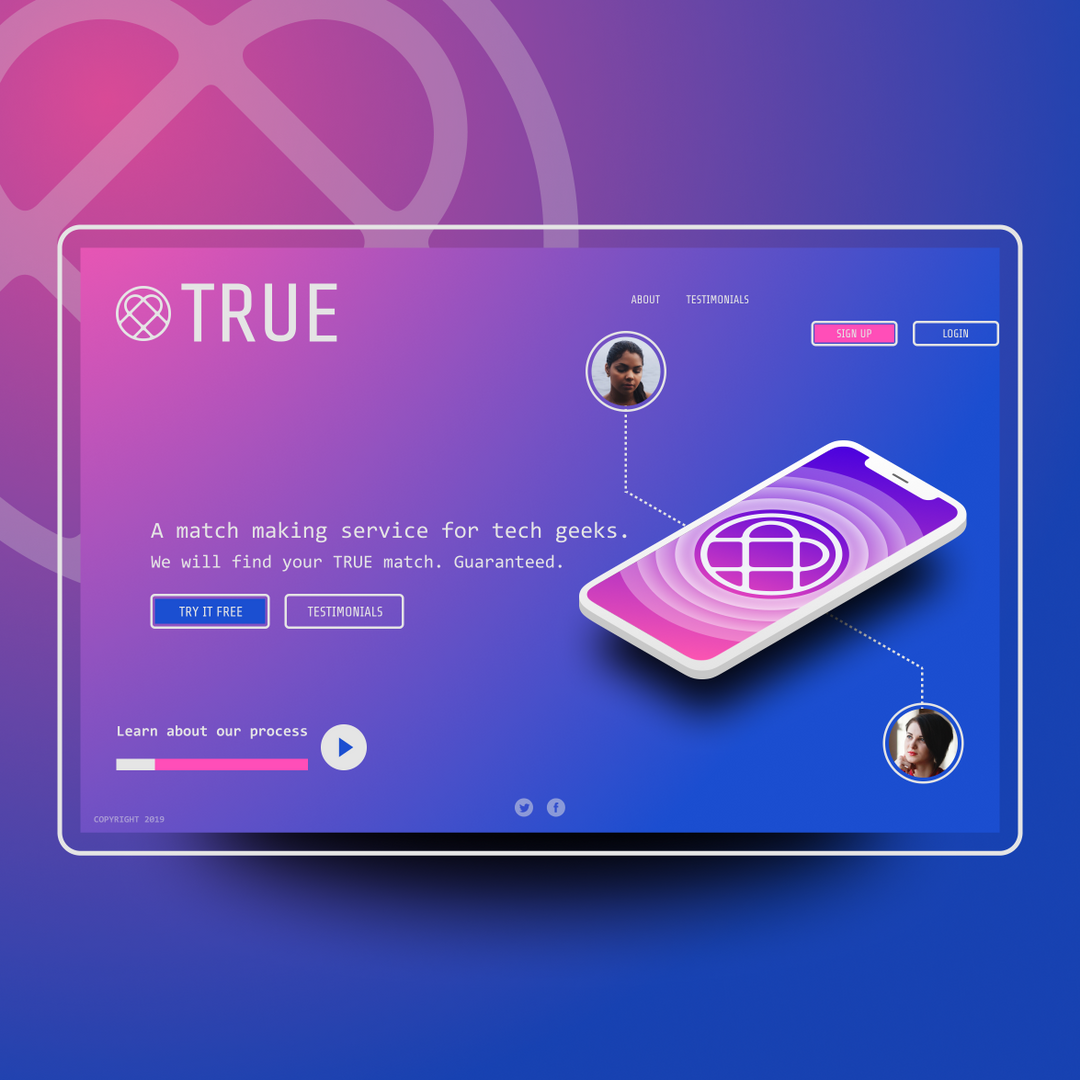 TRUE
ABOUT TESTIMONIALS
SIGN UP LOGIN
A match making service for tech geeks.
We will find your TRUE match. Guaranteed.
TRY IT FREE TESTIMONIALS
Learn about our process
COPYRIGHT 2019